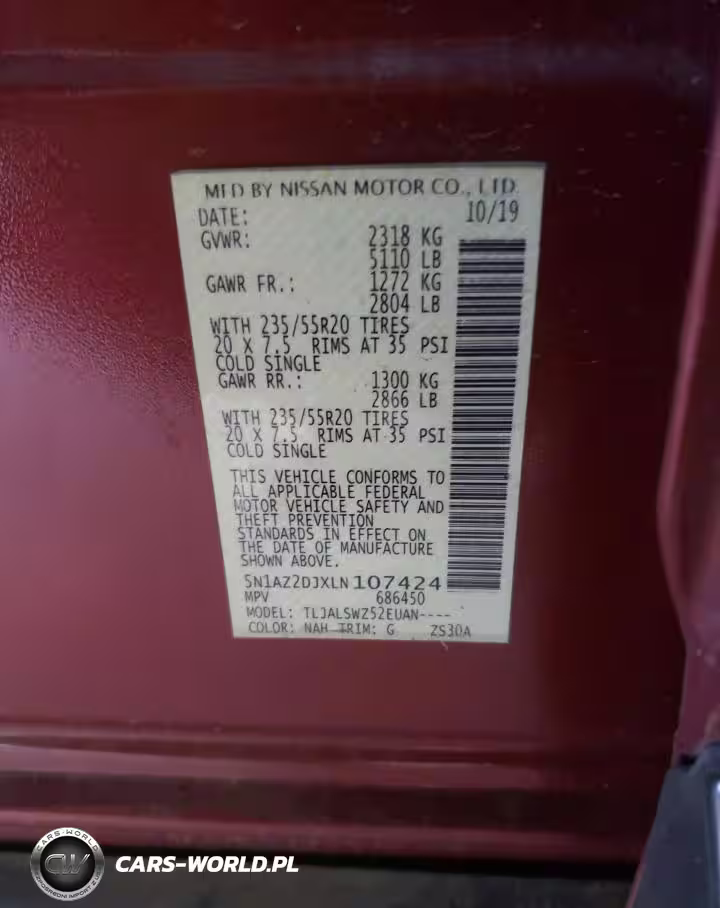 MFD BY NISSAN MOTOR CO., LTD.
DATE: 10/19
GVWR: 2318 KG
5110 LB
GAWR FR.: 1272 KG
2804 LB
WITH 235/55R20 TIRES
20 X 7.5 RIMS AT 35 PSI
COLD SINGLE
GAWR RR.: 1300 KG
2866 LB
WITH 235/55R20 TIRES
20 X 7.5 RIMS AT 35 PSI
COLD SINGLE
THIS VEHICLE CONFORMS TO
ALL APPLICABLE FEDERAL
MOTOR VEHICLE SAFETY AND
THEFT PREVENTION
STANDARDS IN EFFECT ON
THE DATE OF MANUFACTURE
SHOWN ABOVE.
5N1AZ2DJXLN107424
MPV 686450
MODEL: TLJALSWZ52EUAN----
COLOR: NAH TRIM: G ZS30A
CARS-WORLD
CW
CARS-WORLD.PL